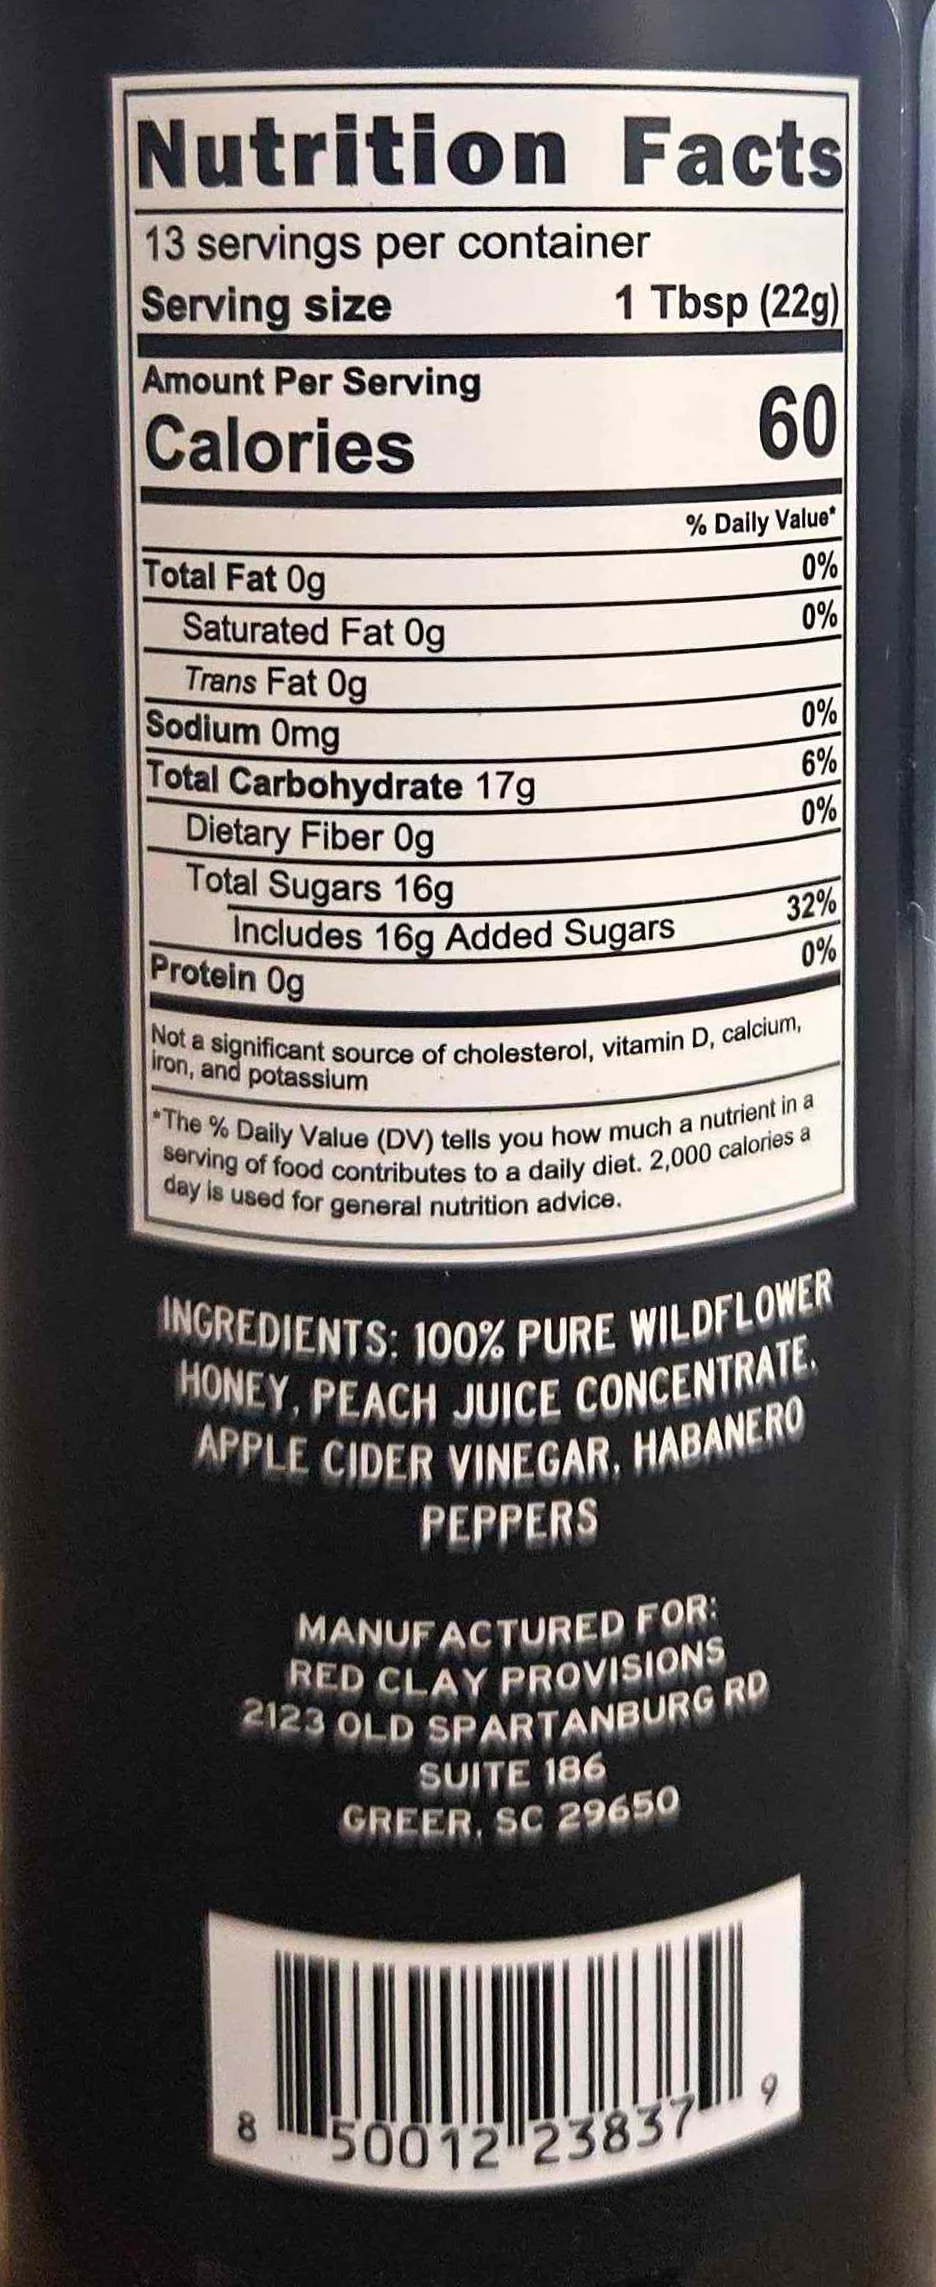 Nutrition Facts
13 servings per container
Serving size 1 Tbsp (22g)
Amount Per Serving
Calories 60
% Daily Value*
Total Fat 0g 0%
Saturated Fat 0g 0%
Trans Fat 0g
Sodium 0mg 0%
Total Carbohydrate 17g 6%
Dietary Fiber 0g 0%
Total Sugars 16g
Includes 16g Added Sugars 32%
Protein 0g 0%
Not a significant source of cholesterol, vitamin D, calcium,
iron, and potassium
*The % Daily Value (DV) tells you how much a nutrient in a
serving of food contributes to a daily diet. 2,000 calories a
day is used for general nutrition advice.
INGREDIENTS: 100% PURE WILDFLOWER
HONEY, PEACH JUICE CONCENTRATE,
APPLE CIDER VINEGAR, HABANERO
PEPPERS
MANUFACTURED FOR:
RED CLAY PROVISIONS
2123 OLD SPARTANBURG RD
SUITE 186
GREER, SC 29650
8 50012 23837 9